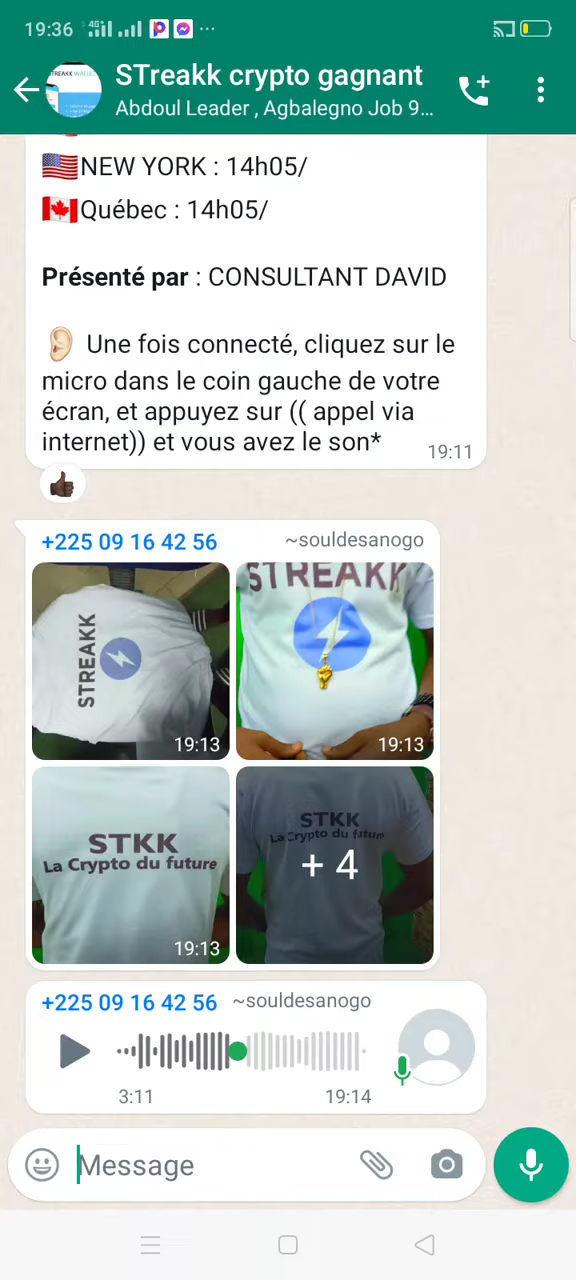 19:36
4G
STREAKK WALLET
STreakk crypto gagnant
Abdoul Leader , Agbalegno Job 9...
🇺🇸NEW YORK : 14h05/
🇨🇦Québec : 14h05/
Présenté par : CONSULTANT DAVID
👂🏻 Une fois connecté, cliquez sur le
micro dans le coin gauche de votre
écran, et appuyez sur (( appel via
internet)) et vous avez le son*
19:11
+225 09 16 42 56
~souldesanogo
STREAKK
19:13
STREAKK
19:13
STKK
La Crypto du future
19:13
STKK
La Crypto du future
+ 4
+225 09 16 42 56
~souldesanogo
3:11
19:14
Message